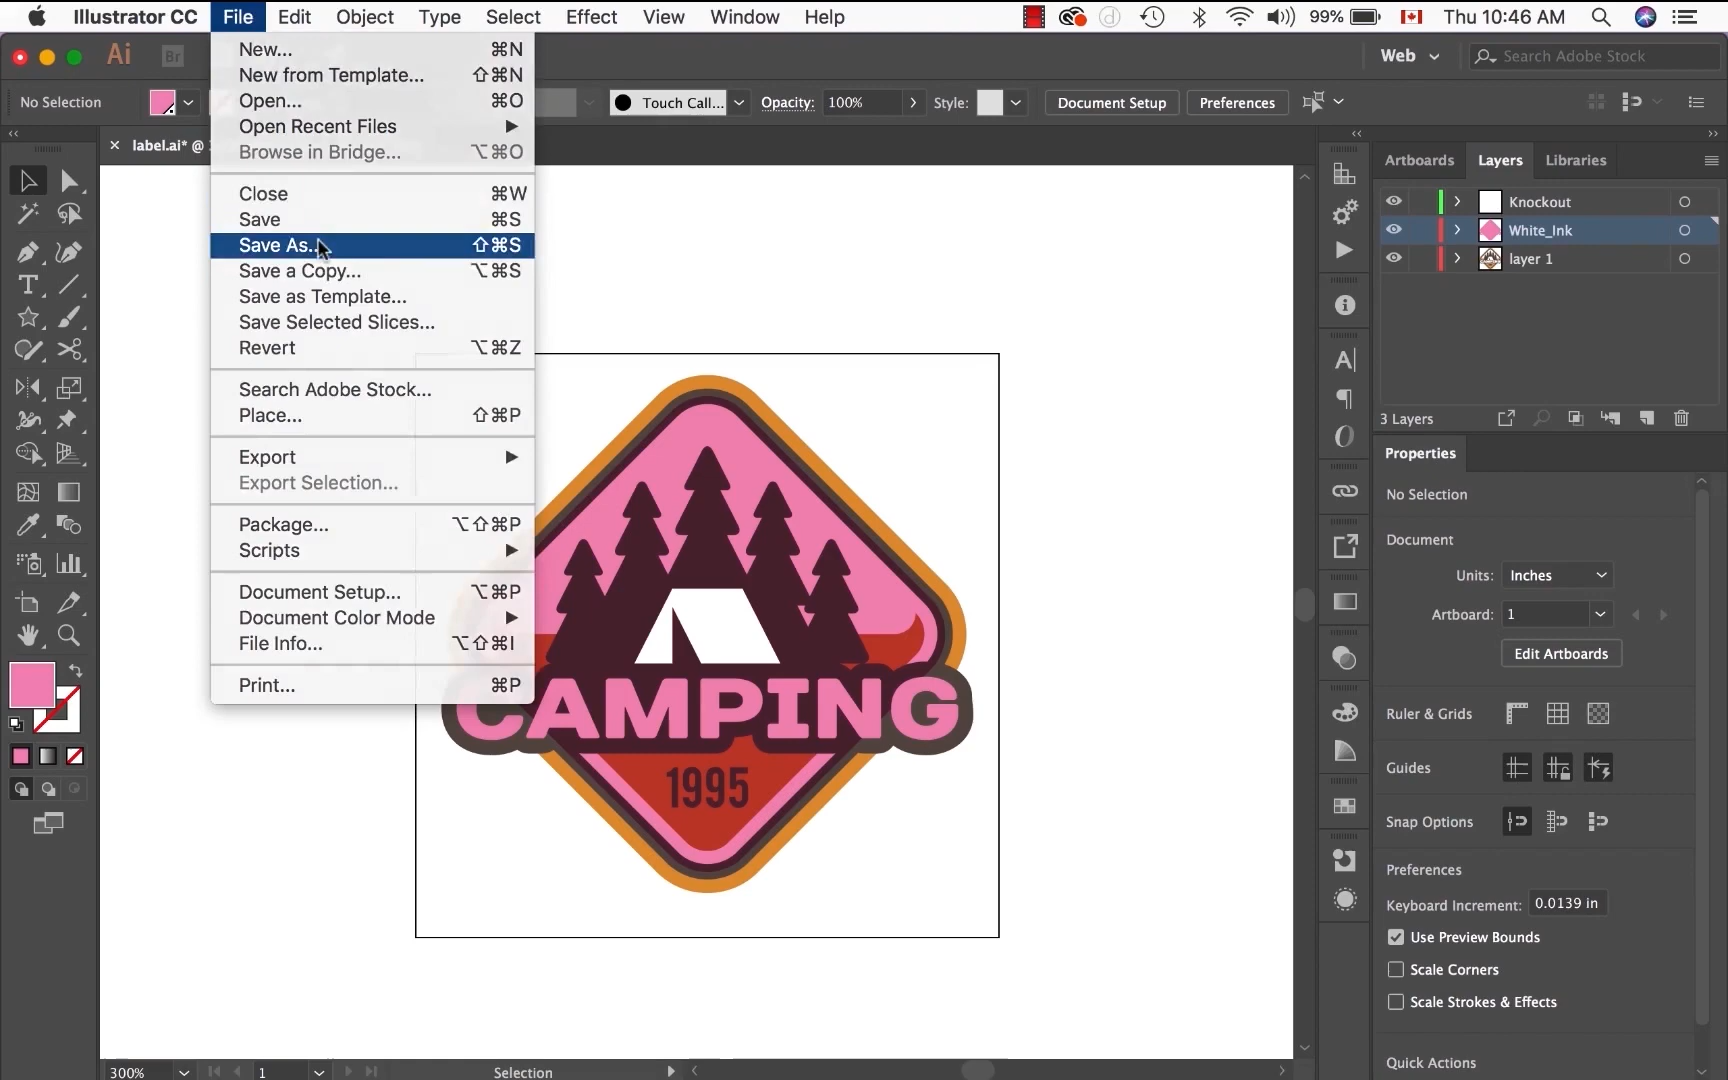 Illustrator CC File Edit Object Type Select Effect View Window Help 99% Thu 10:46 AM
Ai Br Web Search Adobe Stock
No Selection Touch Call... Opacity: 100% Style: Document Setup Preferences
label.ai* @
New... ⌘N
New from Template... ⇧⌘N
Open... ⌘O
Open Recent Files
Browse in Bridge... ⌥⌘O
Close ⌘W
Save ⌘S
Save As... ⇧⌘S
Save a Copy... ⌥⌘S
Save as Template...
Save Selected Slices...
Revert ⌥⌘Z
Search Adobe Stock...
Place... ⇧⌘P
Export
Export Selection...
Package... ⌥⇧⌘P
Scripts
Document Setup... ⌥⌘P
Document Color Mode
File Info... ⌥⇧⌘I
Print... ⌘P
CAMPING
1995
Artboards Layers Libraries
Knockout
White_Ink
layer 1
3 Layers
Properties
No Selection
Document
Units: Inches
Artboard: 1
Edit Artboards
Ruler & Grids
Guides
Snap Options
Preferences
Keyboard Increment: 0.0139 in
Use Preview Bounds
Scale Corners
Scale Strokes & Effects
Quick Actions
300% 1 Selection